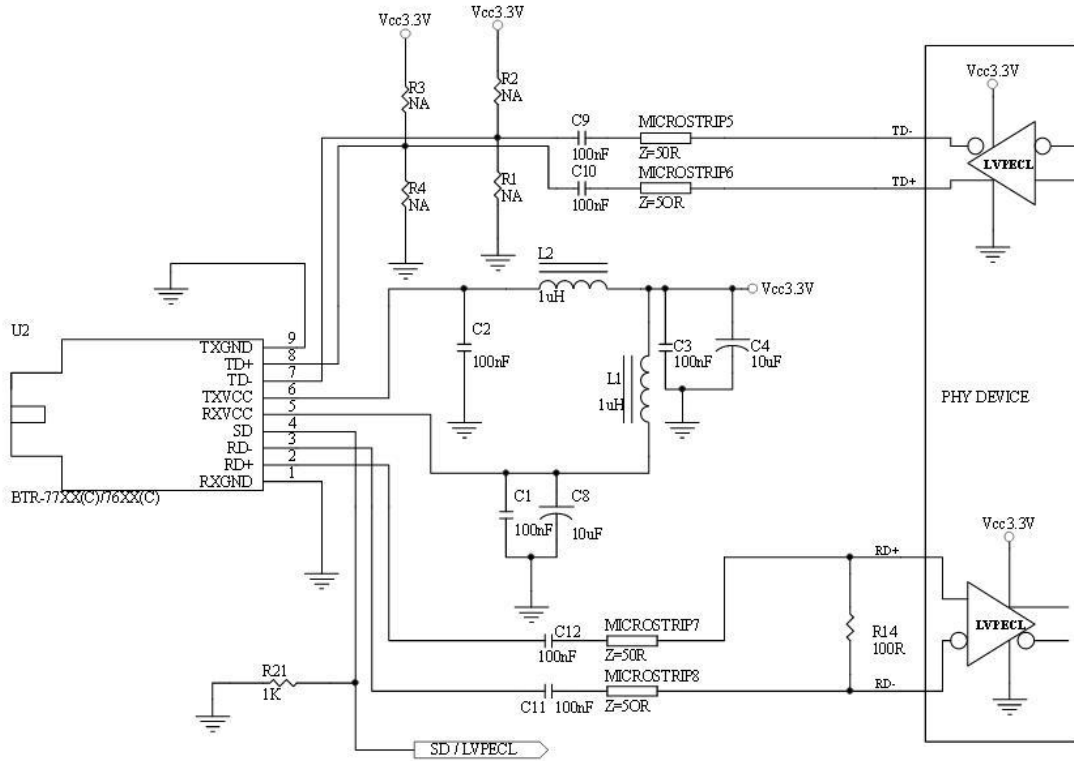 Vcc3.3V
Vcc3.3V
R3
NA
R2
NA
R4
NA
R1
NA
C9
100nF
MICROSTRIP5
Z=50R
C10
100nF
MICROSTRIP6
Z=5OR
TD-
TD+
Vcc3.3V
LVPECL
L2
1uH
Vcc3.3V
C2
100nF
C3
100nF
C4
10uF
L1
1uH
U2
TXGND 9
TD+ 8
TD- 7
TXVCC 6
RXVCC 5
SD 4
RD- 3
RD+ 2
RXGND 1
BTR-77XX(C)/76XX(C)
PHY DEVICE
C1
100nF
C8
10uF
Vcc3.3V
RD+
LVPECL
R14
100R
RD-
C12
100nF
MICROSTRIP7
Z=50R
C11 100nF
MICROSTRIP8
Z=5OR
R21
1K
SD / LVPECL